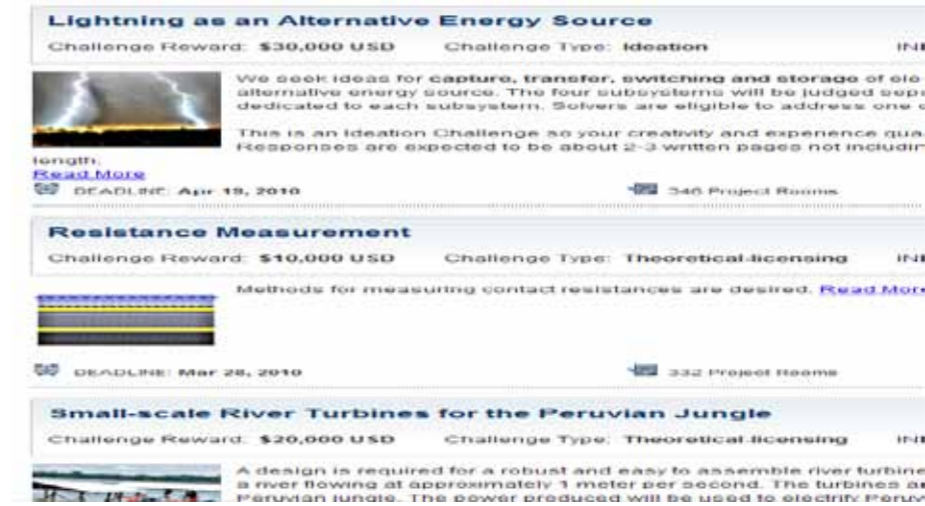 Lightning as an Alternative Energy Source
Challenge Reward: $30,000 USD Challenge Type: Ideation
We seek ideas for capture, transfer, switching and storage of ele
alternative energy source. The four subsystems will be judged sepa
dedicated to each subsystem. Solvers are eligible to address one
This is an Ideation Challenge so your creativity and experience qua
Responses are expected to be about 2-3 written pages not includin
length.
Read More
DEADLINE: Apr 19, 2010 346 Project Rooms
Resistance Measurement
Challenge Reward: $10,000 USD Challenge Type: Theoretical-licensing
Methods for measuring contact resistances are desired. Read More
DEADLINE: Mar 28, 2010 332 Project Rooms
Small-scale River Turbines for the Peruvian Jungle
Challenge Reward: $20,000 USD Challenge Type: Theoretical-licensing
A design is required for a robust and easy to assemble river turbine
a river flowing at approximately 1 meter per second. The turbines a
Peruvian jungle. The power produced will be used to electrify Peruv